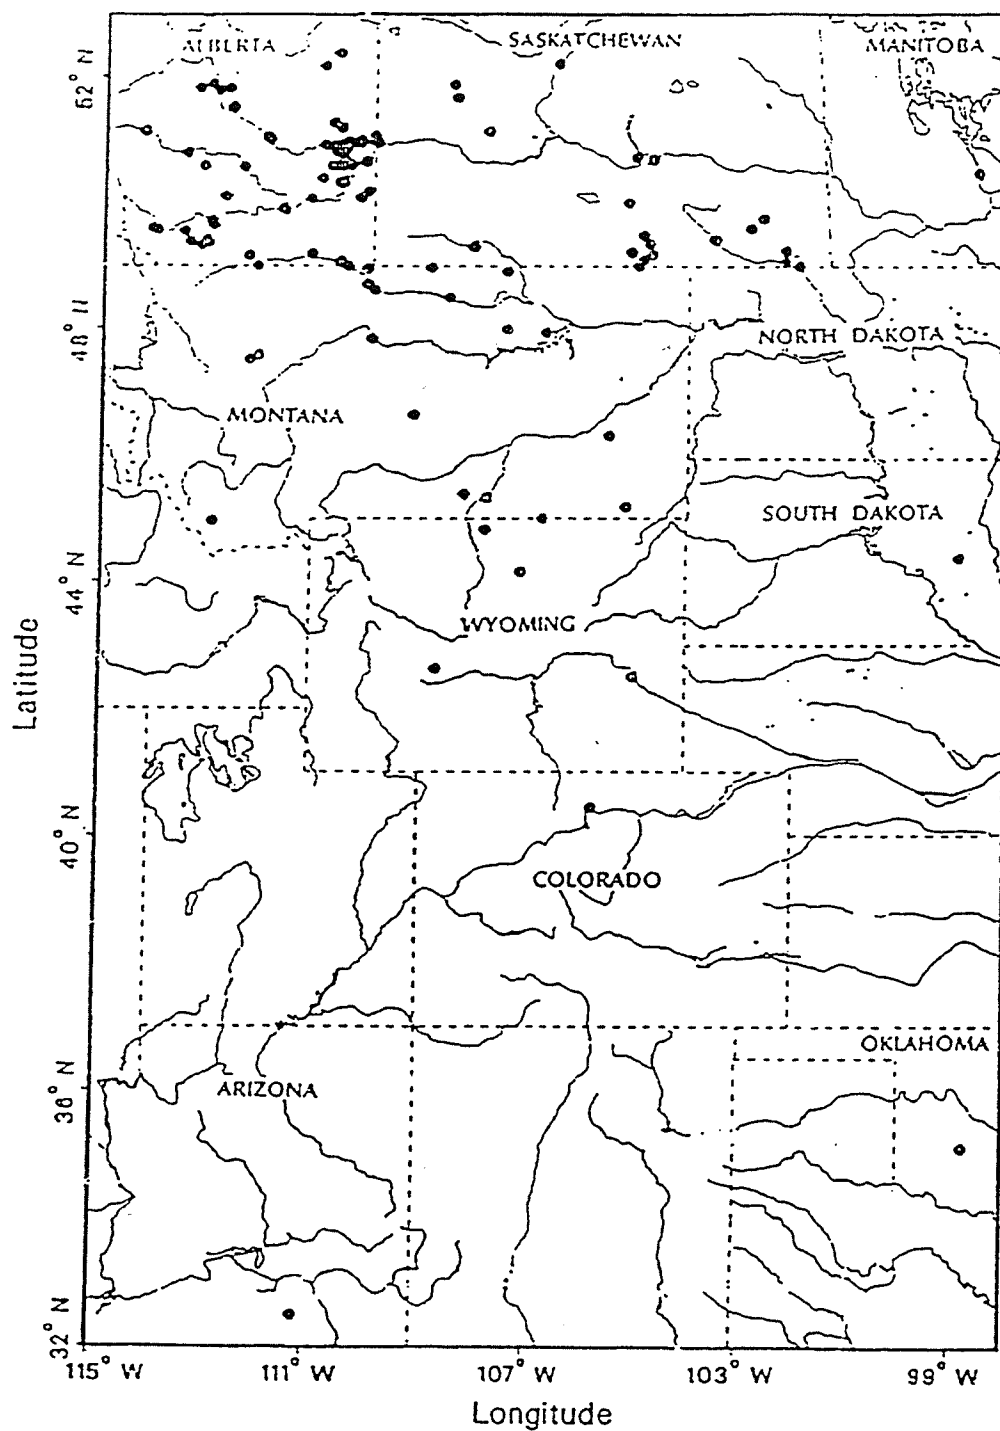 ALBERTA
SASKATCHEWAN
MANITOBA
52° N
48° N
NORTH DAKOTA
MONTANA
SOUTH DAKOTA
44° N
WYOMING
Latitude
40° N
COLORADO
OKLAHOMA
36° N
ARIZONA
32° N
115° W
111° W
107° W
103° W
99° W
Longitude